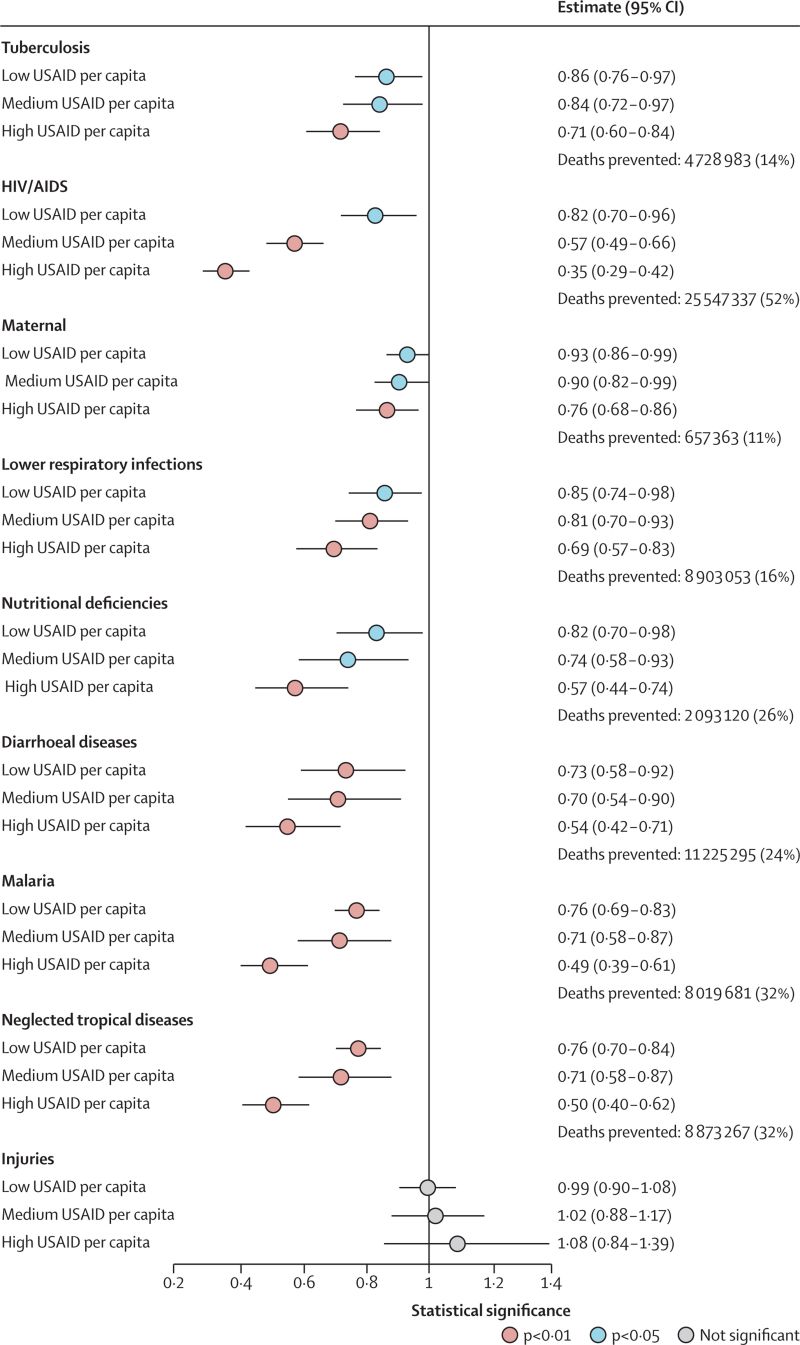 Estimate (95% CI)
Tuberculosis
Low USAID per capita 0·86 (0·76–0·97)
Medium USAID per capita 0·84 (0·72–0·97)
High USAID per capita 0·71 (0·60–0·84)
Deaths prevented: 4 728 983 (14%)
HIV/AIDS
Low USAID per capita 0·82 (0·70–0·96)
Medium USAID per capita 0·57 (0·49–0·66)
High USAID per capita 0·35 (0·29–0·42)
Deaths prevented: 25 547 337 (52%)
Maternal
Low USAID per capita 0·93 (0·86–0·99)
Medium USAID per capita 0·90 (0·82–0·99)
High USAID per capita 0·76 (0·68–0·86)
Deaths prevented: 657 363 (11%)
Lower respiratory infections
Low USAID per capita 0·85 (0·74–0·98)
Medium USAID per capita 0·81 (0·70–0·93)
High USAID per capita 0·69 (0·57–0·83)
Deaths prevented: 8 903 053 (16%)
Nutritional deficiencies
Low USAID per capita 0·82 (0·70–0·98)
Medium USAID per capita 0·74 (0·58–0·93)
High USAID per capita 0·57 (0·44–0·74)
Deaths prevented: 2 093 120 (26%)
Diarrhoeal diseases
Low USAID per capita 0·73 (0·58–0·92)
Medium USAID per capita 0·70 (0·54–0·90)
High USAID per capita 0·54 (0·42–0·71)
Deaths prevented: 11 225 295 (24%)
Malaria
Low USAID per capita 0·76 (0·69–0·83)
Medium USAID per capita 0·71 (0·58–0·87)
High USAID per capita 0·49 (0·39–0·61)
Deaths prevented: 8 019 681 (32%)
Neglected tropical diseases
Low USAID per capita 0·76 (0·70–0·84)
Medium USAID per capita 0·71 (0·58–0·87)
High USAID per capita 0·50 (0·40–0·62)
Deaths prevented: 8 873 267 (32%)
Injuries
Low USAID per capita 0·99 (0·90–1·08)
Medium USAID per capita 1·02 (0·88–1·17)
High USAID per capita 1·08 (0·84–1·39)
0·2 0·4 0·6 0·8 1 1·2 1·4
Statistical significance
p<0·01 p<0·05 Not significant